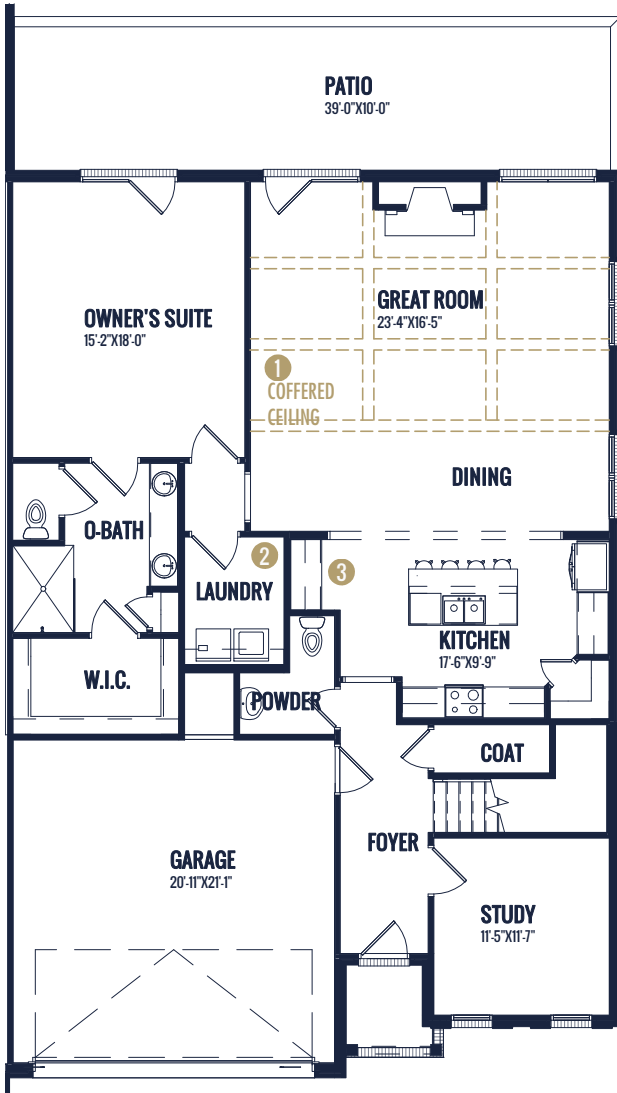 PATIO
39'-0"X10'-0"
OWNER'S SUITE
15'-2"X18'-0"
GREAT ROOM
23'-4"X16'-5"
1
COFFERED
CEILING
DINING
O-BATH
2
LAUNDRY
3
KITCHEN
17'-6"X9'-9"
W.I.C.
POWDER
COAT
FOYER
GARAGE
20'-11"X21'-1"
STUDY
11'-5"X11'-7"